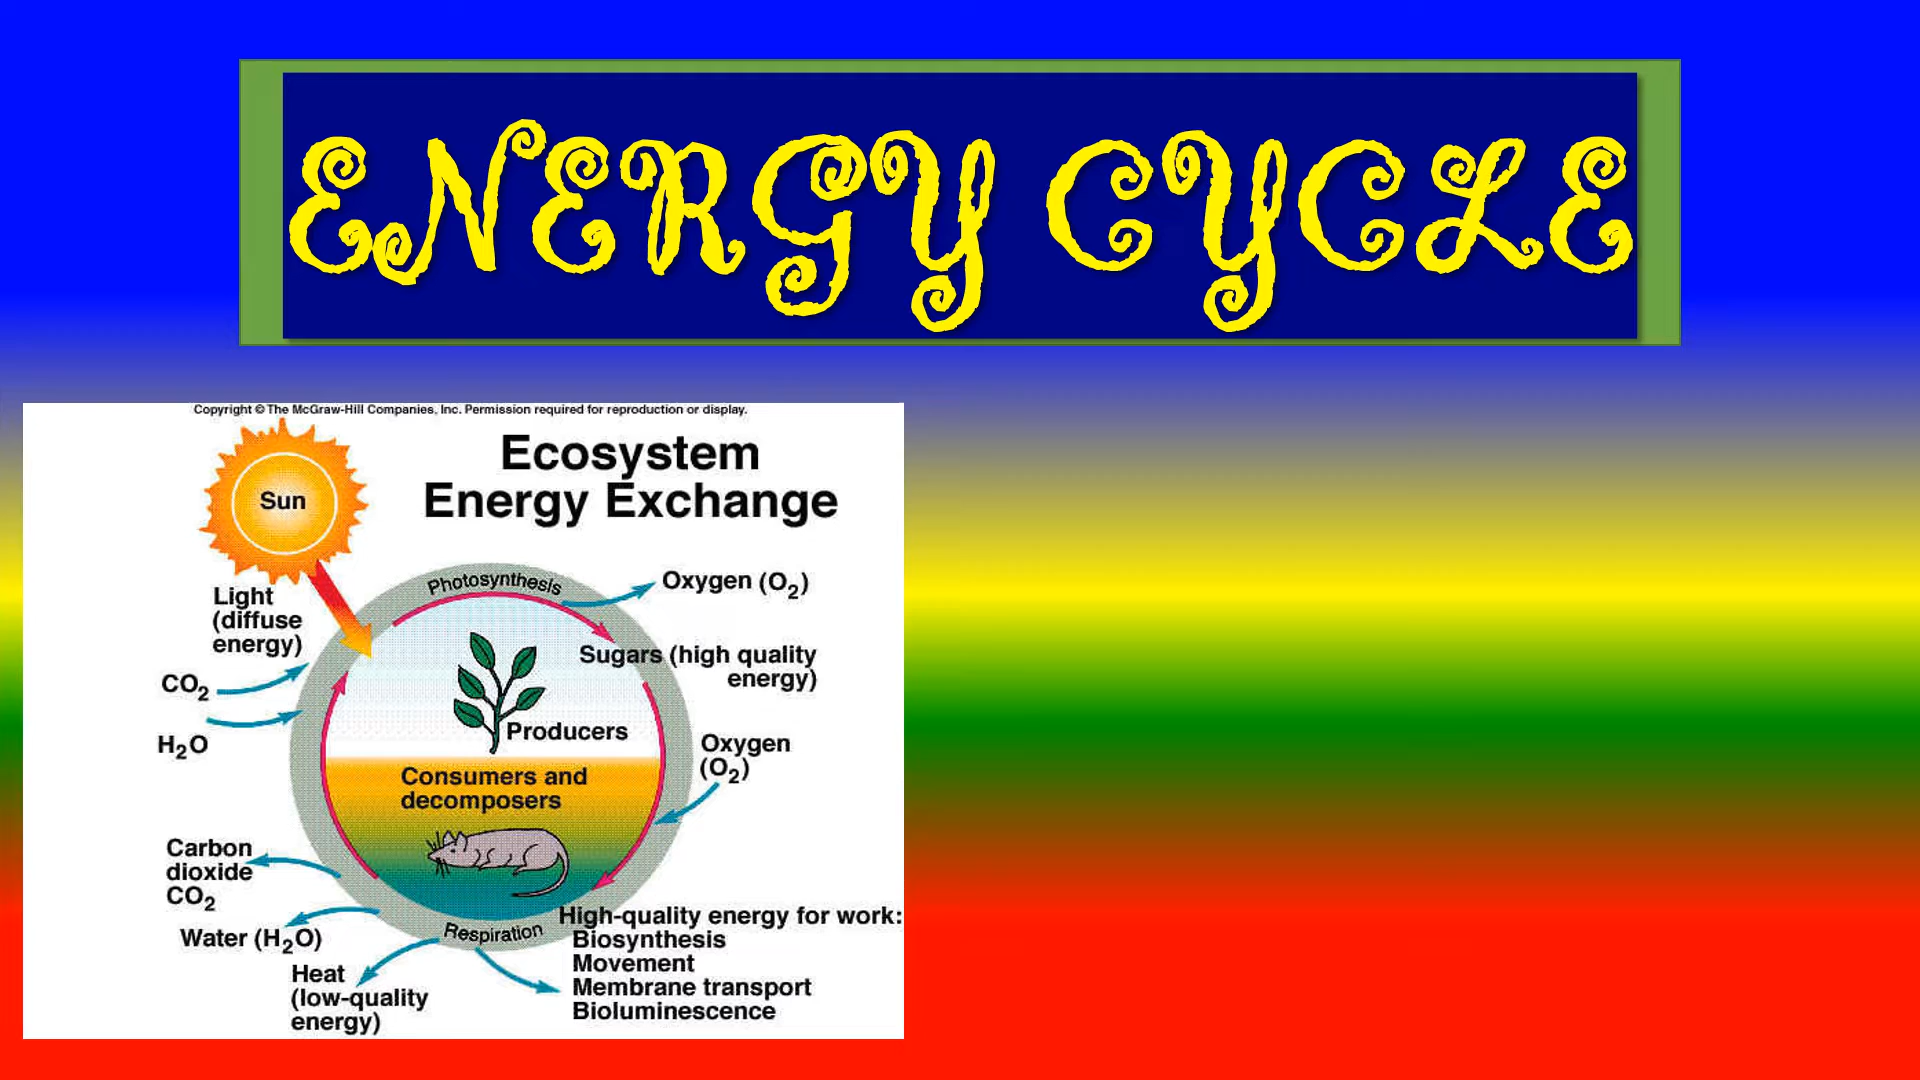 ENERGY CYCLE
Copyright © The McGraw-Hill Companies, Inc. Permission required for reproduction or display.
Ecosystem
Energy Exchange
Sun
Light
(diffuse
energy)
Photosynthesis
Oxygen (O₂)
Sugars (high quality
energy)
CO₂
H₂O
Producers
Oxygen
(O₂)
Consumers and
decomposers
Carbon
dioxide
CO₂
Water (H₂O)
Respiration
Heat
(low-quality
energy)
High-quality energy for work:
Biosynthesis
Movement
Membrane transport
Bioluminescence